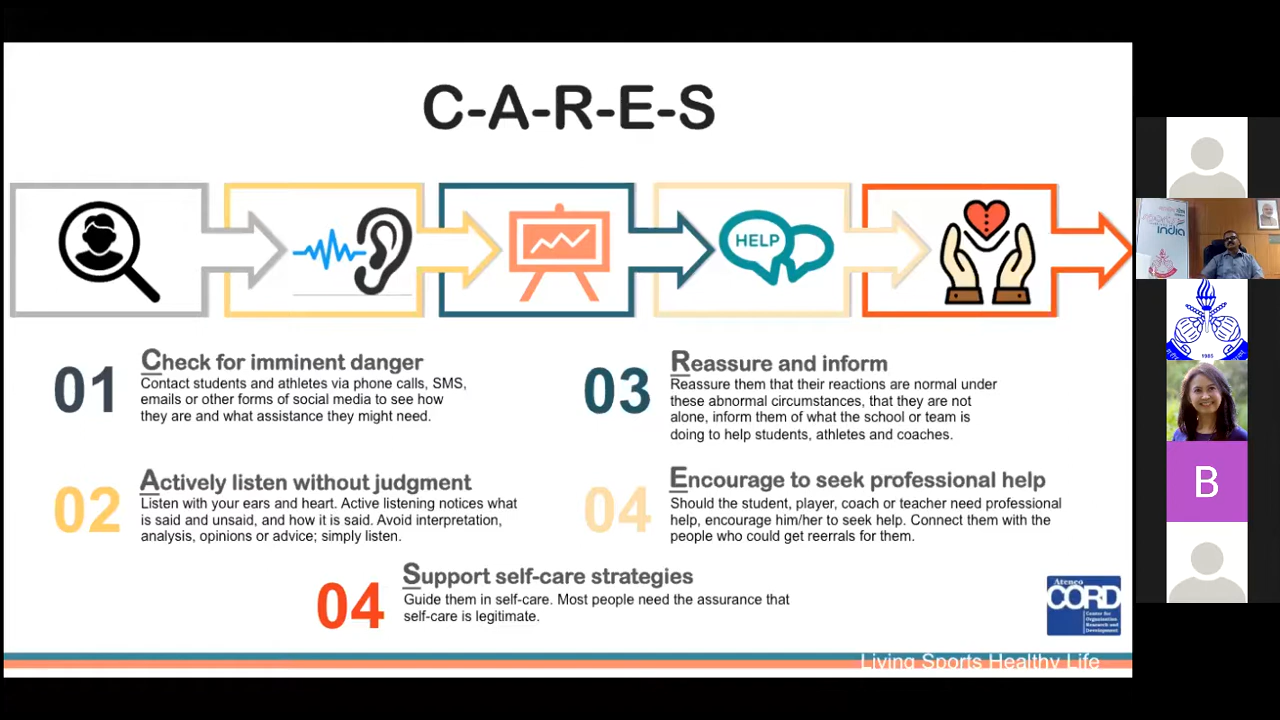 C-A-R-E-S
HELP
01
Check for imminent danger
Contact students and athletes via phone calls, SMS,
emails or other forms of social media to see how
they are and what assistance they might need.
02
Actively listen without judgment
Listen with your ears and heart. Active listening notices what
is said and unsaid, and how it is said. Avoid interpretation,
analysis, opinions or advice; simply listen.
03
Reassure and inform
Reassure them that their reactions are normal under
these abnormal circumstances, that they are not
alone, inform them of what the school or team is
doing to help students, athletes and coaches.
04
Encourage to seek professional help
Should the student, player, coach or teacher need professional
help, encourage him/her to seek help. Connect them with the
people who could get reerrals for them.
04
Support self-care strategies
Guide them in self-care. Most people need the assurance that
self-care is legitimate.
Ateneo
CORD
Center for
Organization
Research and
Development
Living Sports Healthy Life
india
1985
B